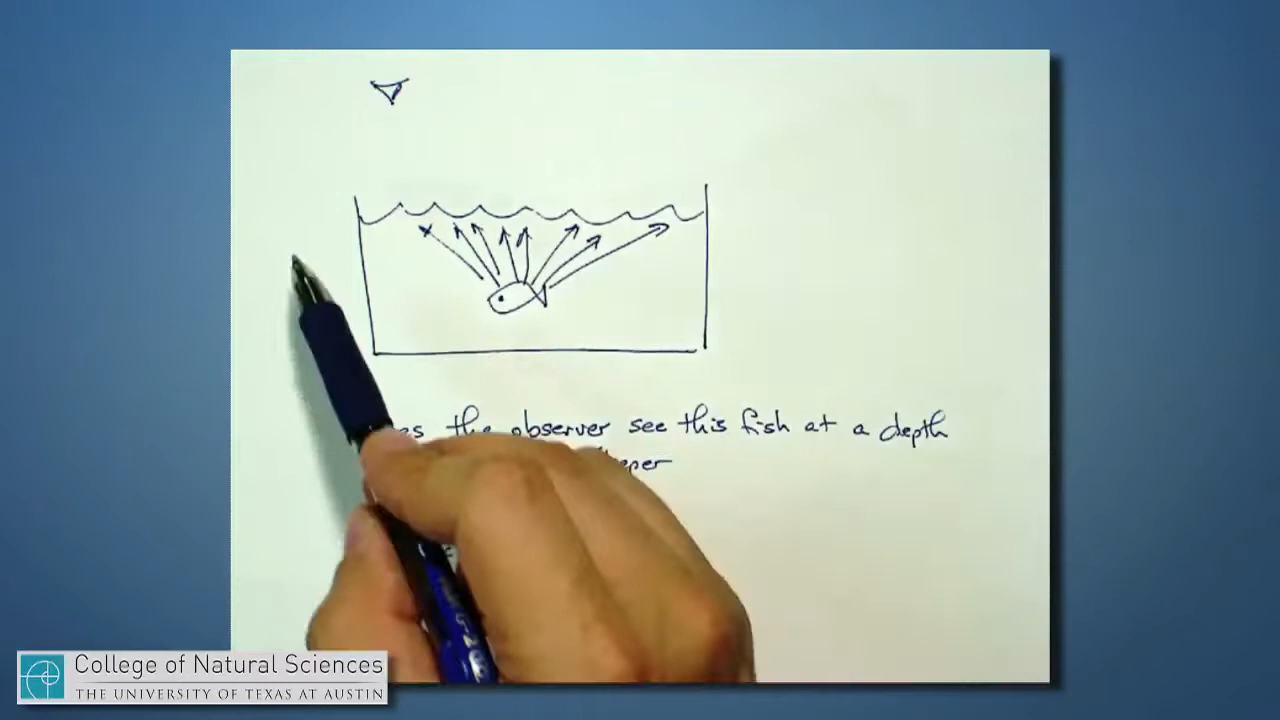 the observer see this fish at a depth
College of Natural Sciences
THE UNIVERSITY OF TEXAS AT AUSTIN